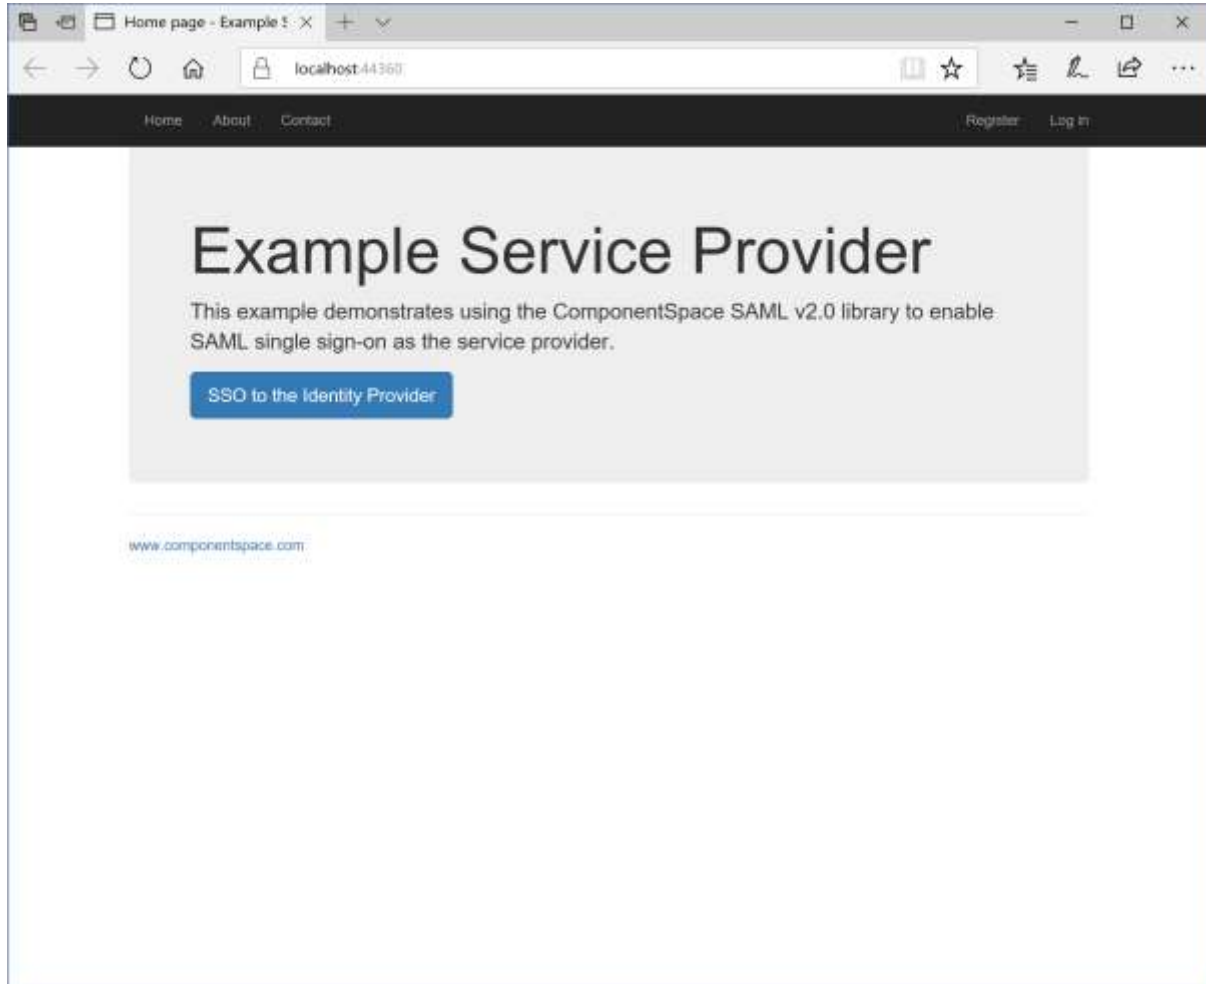 Home page - Example S
localhost:44360
Home About Contact Register Log in
Example Service Provider
This example demonstrates using the ComponentSpace SAML v2.0 library to enable
SAML single sign-on as the service provider.
SSO to the Identity Provider
www.componentspace.com